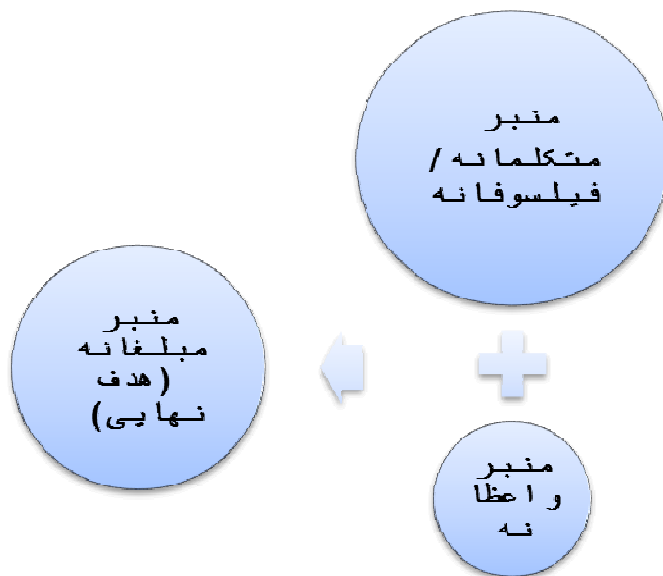 منبر
متکلمانه /
فیلسوفانه
منبر
واعظا
نه
منبر
مبلغانه
(هدف
نهایی)